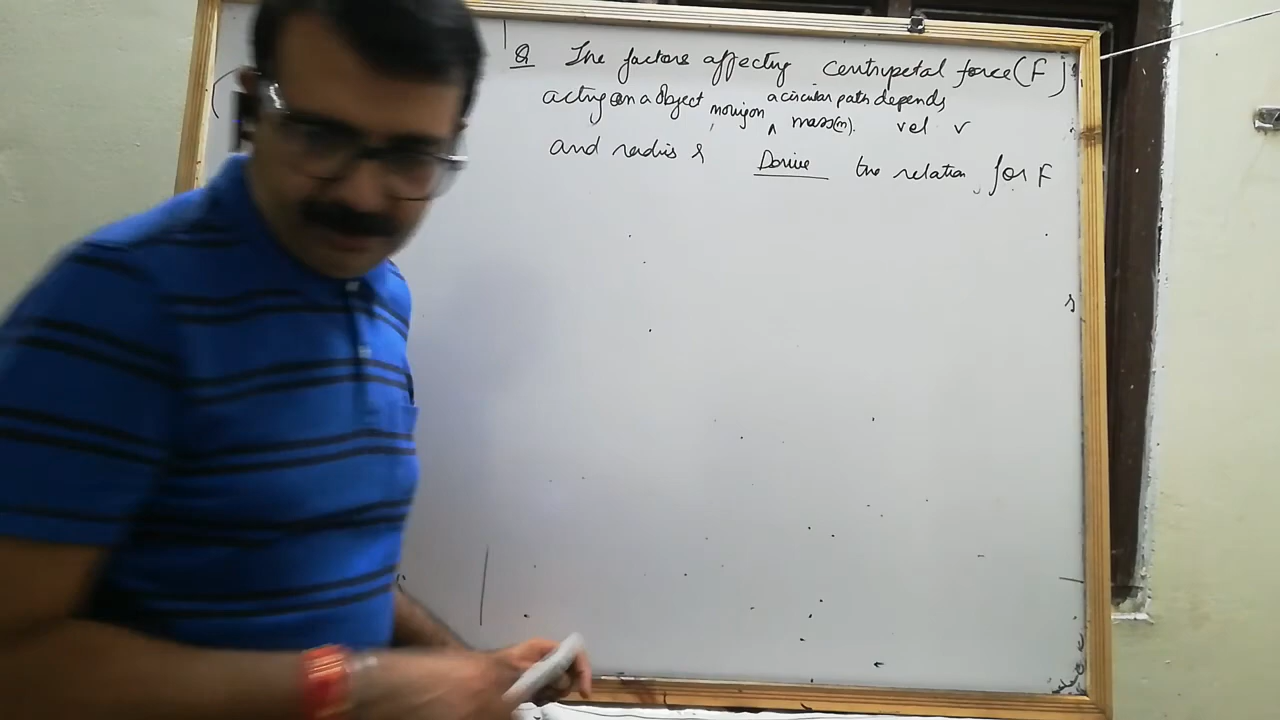 Q The factors affecting centripetal force (F)
acting on a object moving on a circular path depends
mass(m). vel v
and radius r Derive the relation for F